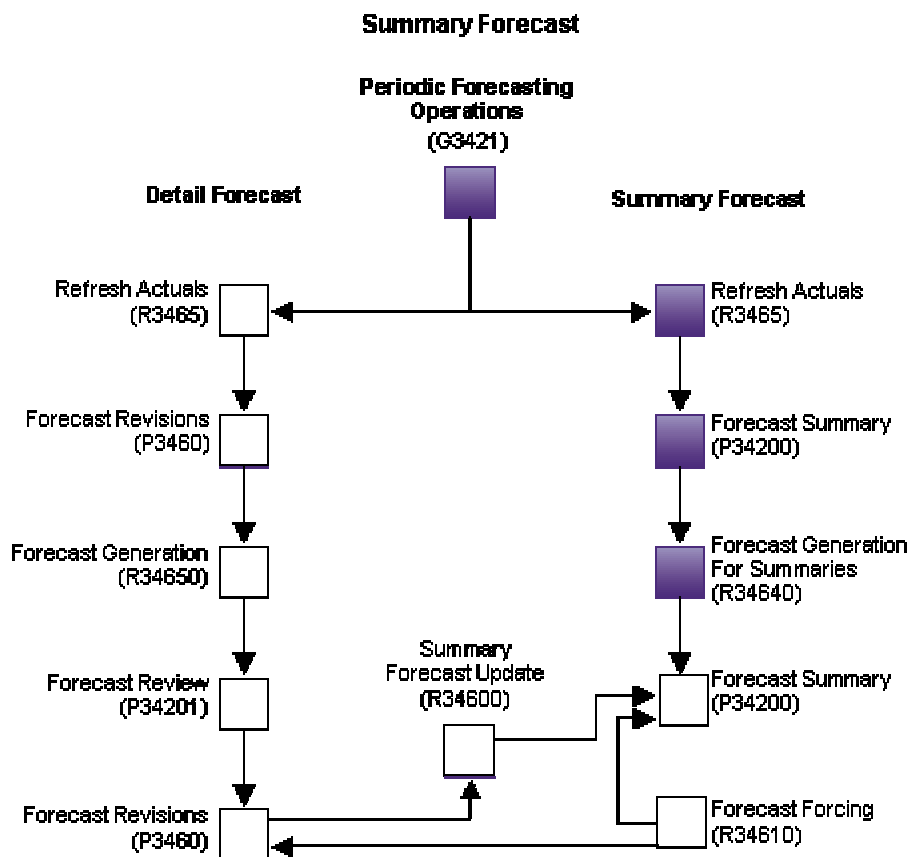 Summary Forecast
Periodic Forecasting
Operations
(G3421)
Detail Forecast
Summary Forecast
Refresh Actuals
(R3465)
Refresh Actuals
(R3465)
Forecast Revisions
(P3460)
Forecast Summary
(P34200)
Forecast Generation
(R34650)
Forecast Generation
For Summaries
(R34640)
Summary
Forecast Update
(R34600)
Forecast Review
(P34201)
Forecast Summary
(P34200)
Forecast Revisions
(P3460)
Forecast Forcing
(R34610)